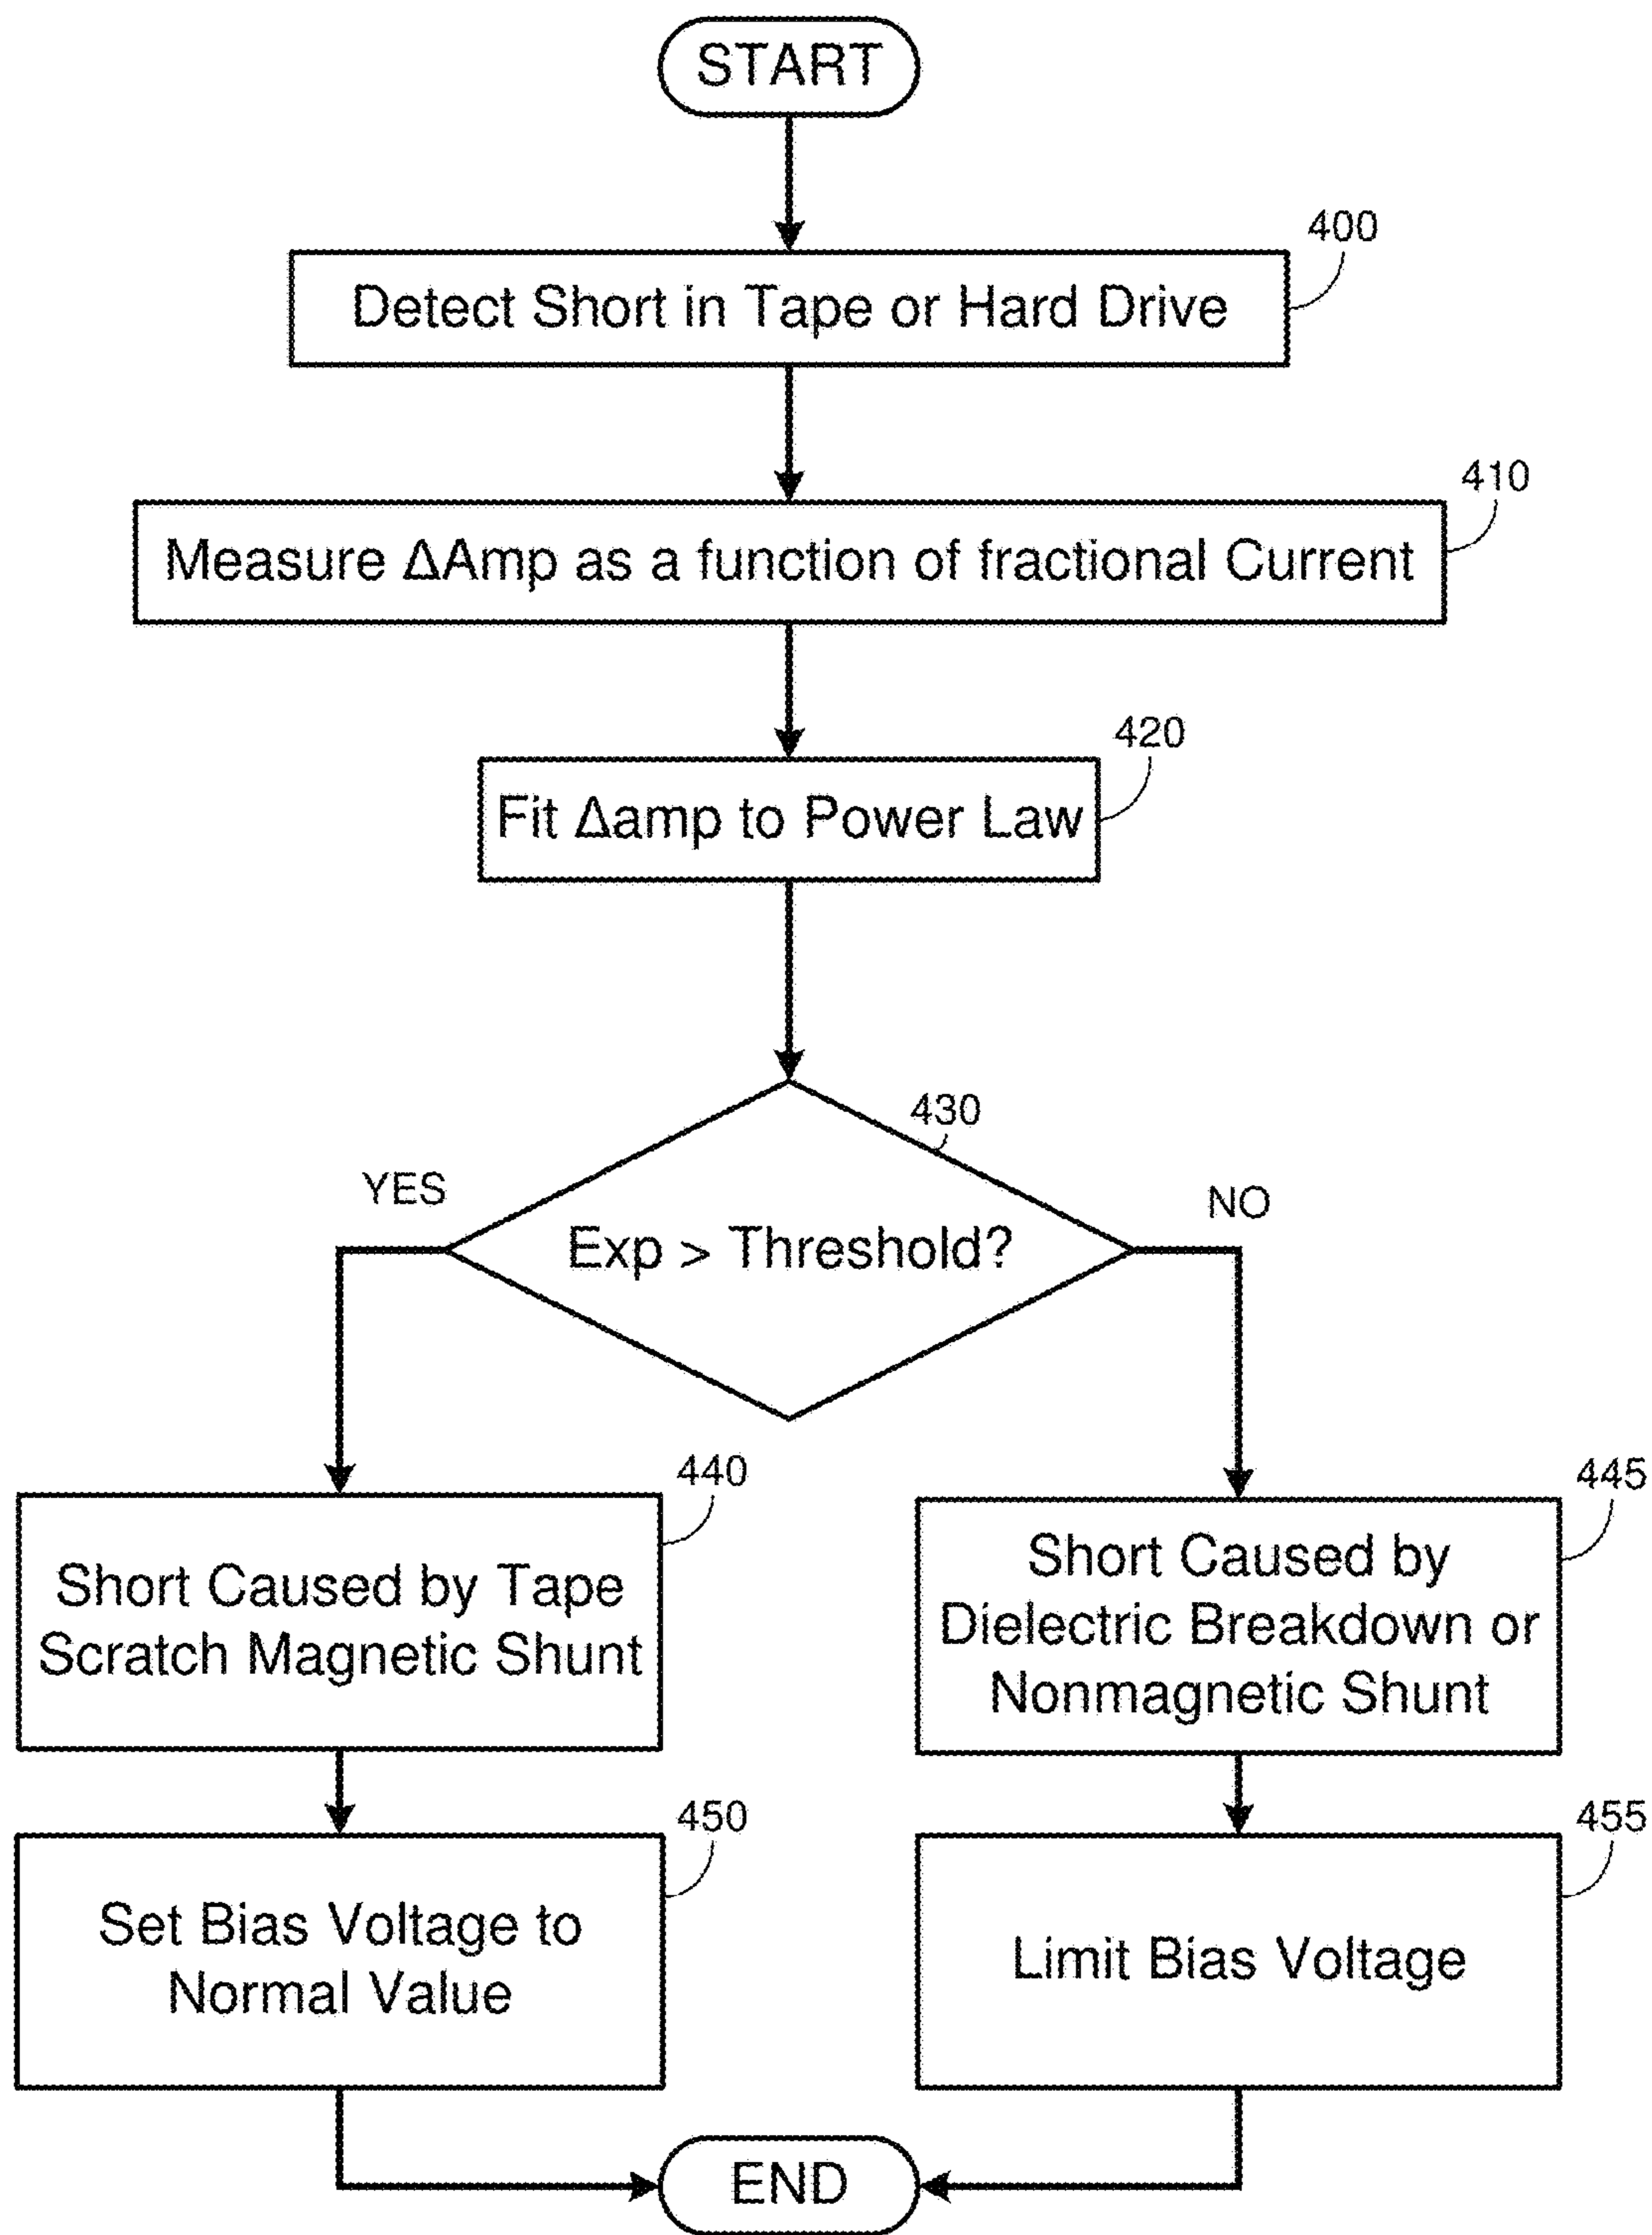 START
400
Detect Short in Tape or Hard Drive
410
Measure ΔAmp as a function of fractional Current
420
Fit Δamp to Power Law
430
YES
NO
Exp > Threshold?
440
Short Caused by Tape
Scratch Magnetic Shunt
445
Short Caused by
Dielectric Breakdown or
Nonmagnetic Shunt
450
Set Bias Voltage to
Normal Value
455
Limit Bias Voltage
END